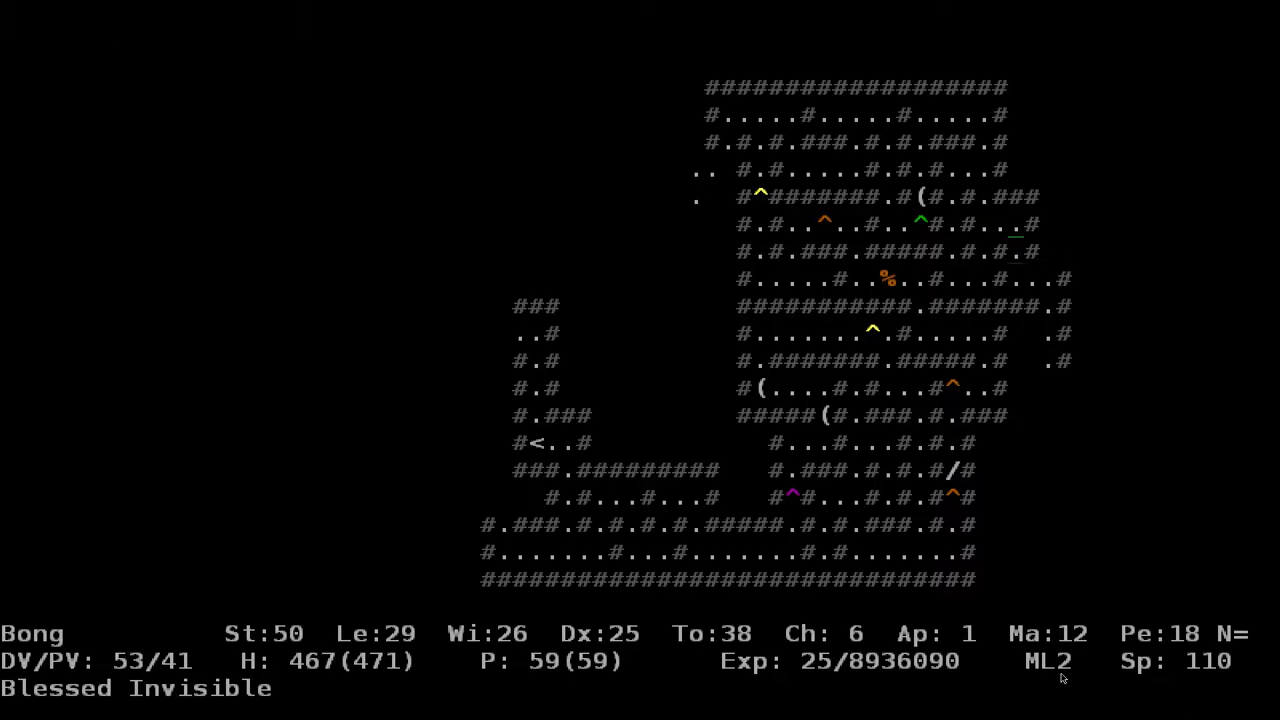 Bong St:50 Le:29 Wi:26 Dx:25 To:38 Ch: 6 Ap: 1 Ma:12 Pe:18 N=
DV/PV: 53/41 H: 467(471) P: 59(59) Exp: 25/8936090 ML2 Sp: 110
Blessed Invisible